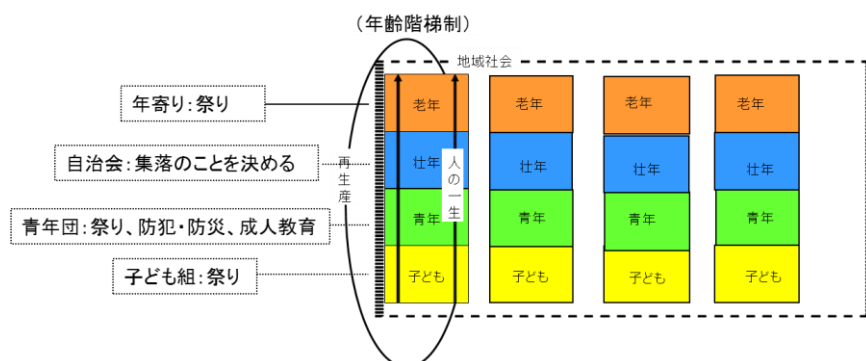 (年齢階梯制)
地域社会
年寄り:祭り
自治会:集落のことを決める
青年団:祭り、防犯・防災、成人教育
子ども組:祭り
再生産
人の一生
老年 老年 老年 老年
壮年 壮年 壮年 壮年
青年 青年 青年 青年
子ども 子ども 子ども 子ども